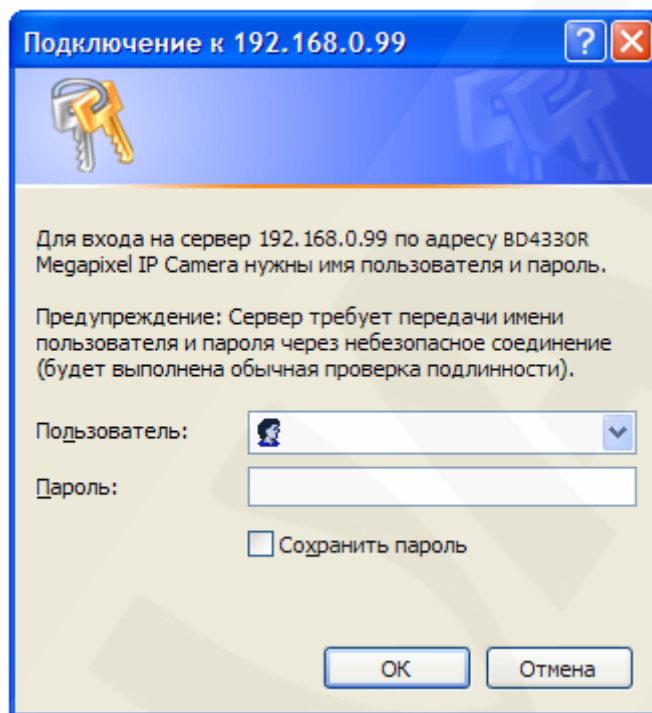 Подключение к 192.168.0.99
Для входа на сервер 192.168.0.99 по адресу BD4330R
Megapixel IP Camera нужны имя пользователя и пароль.
Предупреждение: Сервер требует передачи имени
пользователя и пароля через небезопасное соединение
(будет выполнена обычная проверка подлинности).
Пользователь:
Пароль:
Сохранить пароль
ОК
Отмена